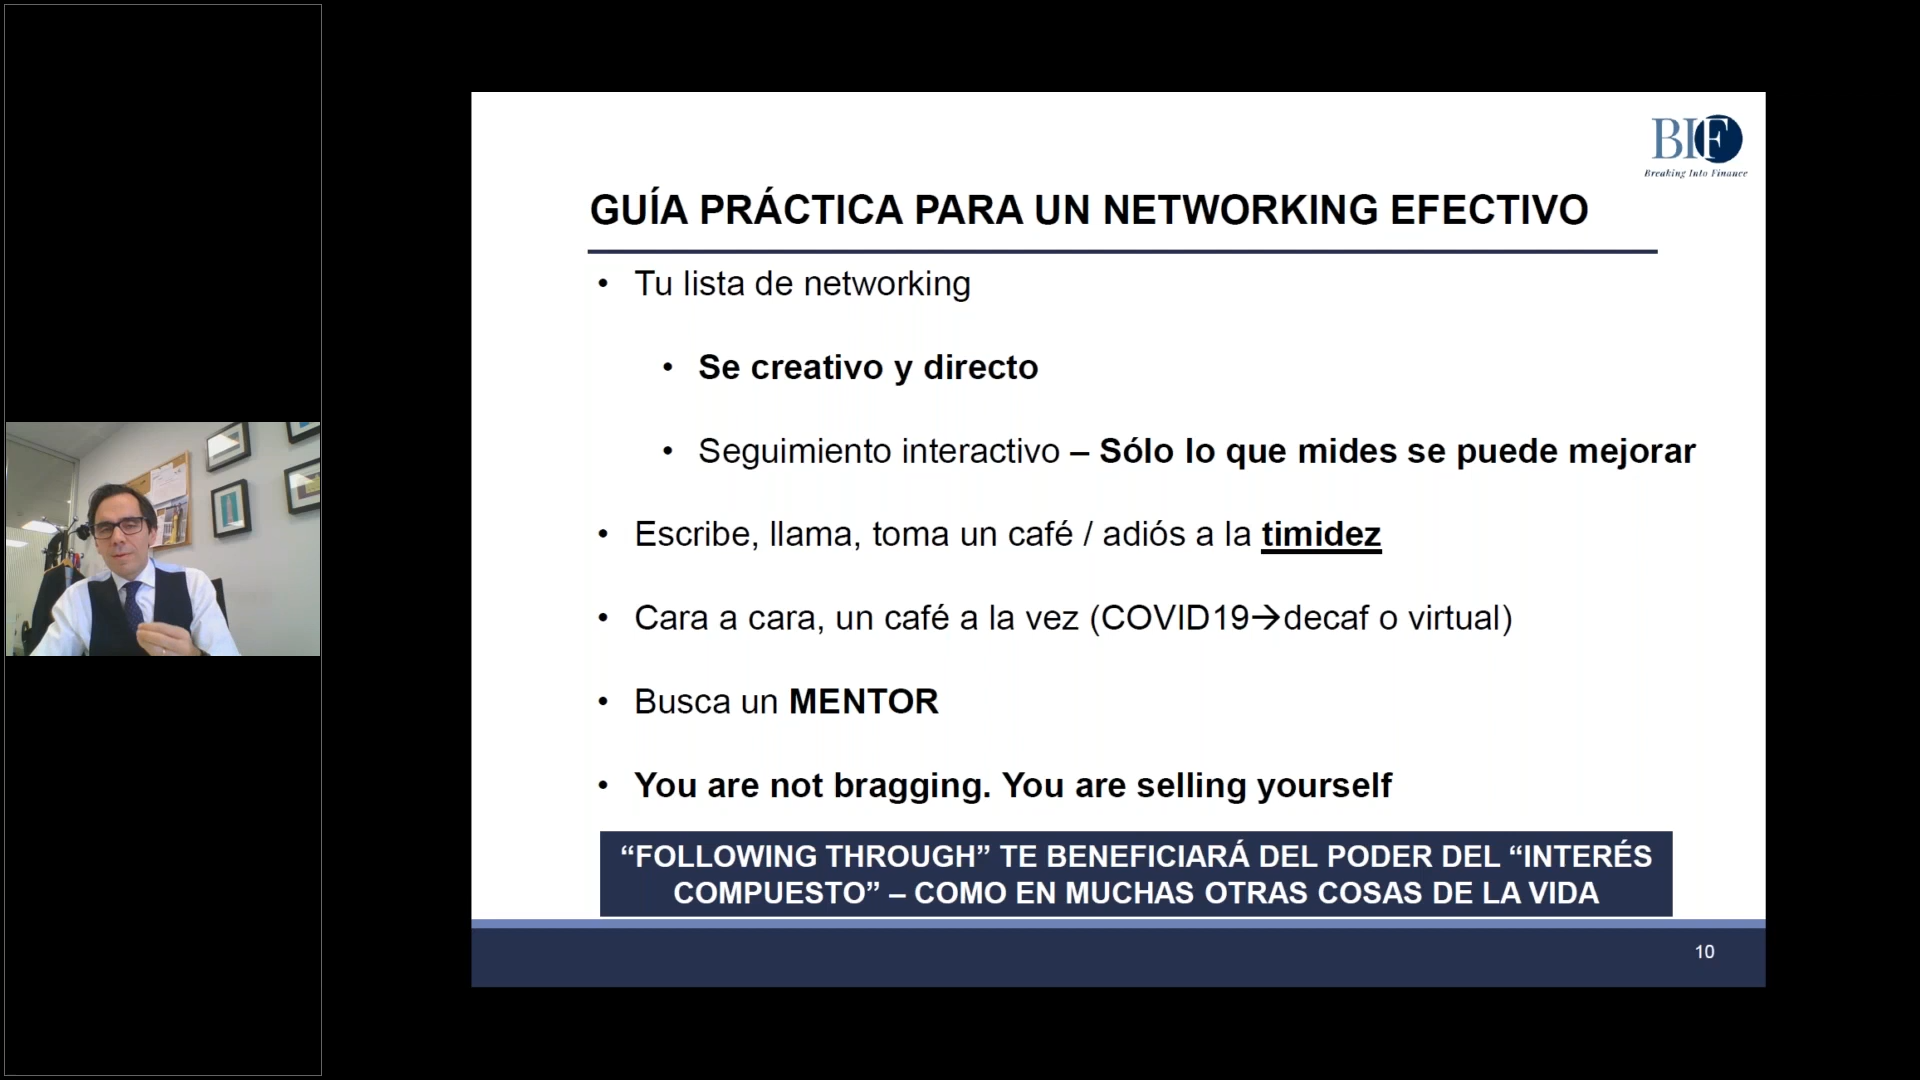 BIF
Breaking Into Finance
GUÍA PRÁCTICA PARA UN NETWORKING EFECTIVO
• Tu lista de networking
• Se creativo y directo
• Seguimiento interactivo – Sólo lo que mides se puede mejorar
• Escribe, llama, toma un café / adiós a la timidez
• Cara a cara, un café a la vez (COVID19→decaf o virtual)
• Busca un MENTOR
• You are not bragging. You are selling yourself
“FOLLOWING THROUGH” TE BENEFICIARÁ DEL PODER DEL “INTERÉS
COMPUESTO” – COMO EN MUCHAS OTRAS COSAS DE LA VIDA
10